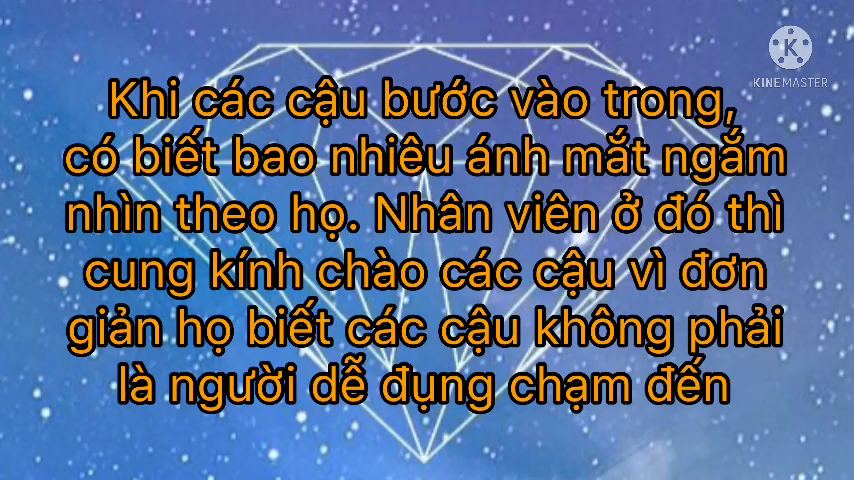 K
KINEMASTER
Khi các cậu bước vào trong,
có biết bao nhiêu ánh mắt ngắm
nhìn theo họ. Nhân viên ở đó thì
cung kính chào các cậu vì đơn
giản họ biết các cậu không phải
là người dễ đụng chạm đến